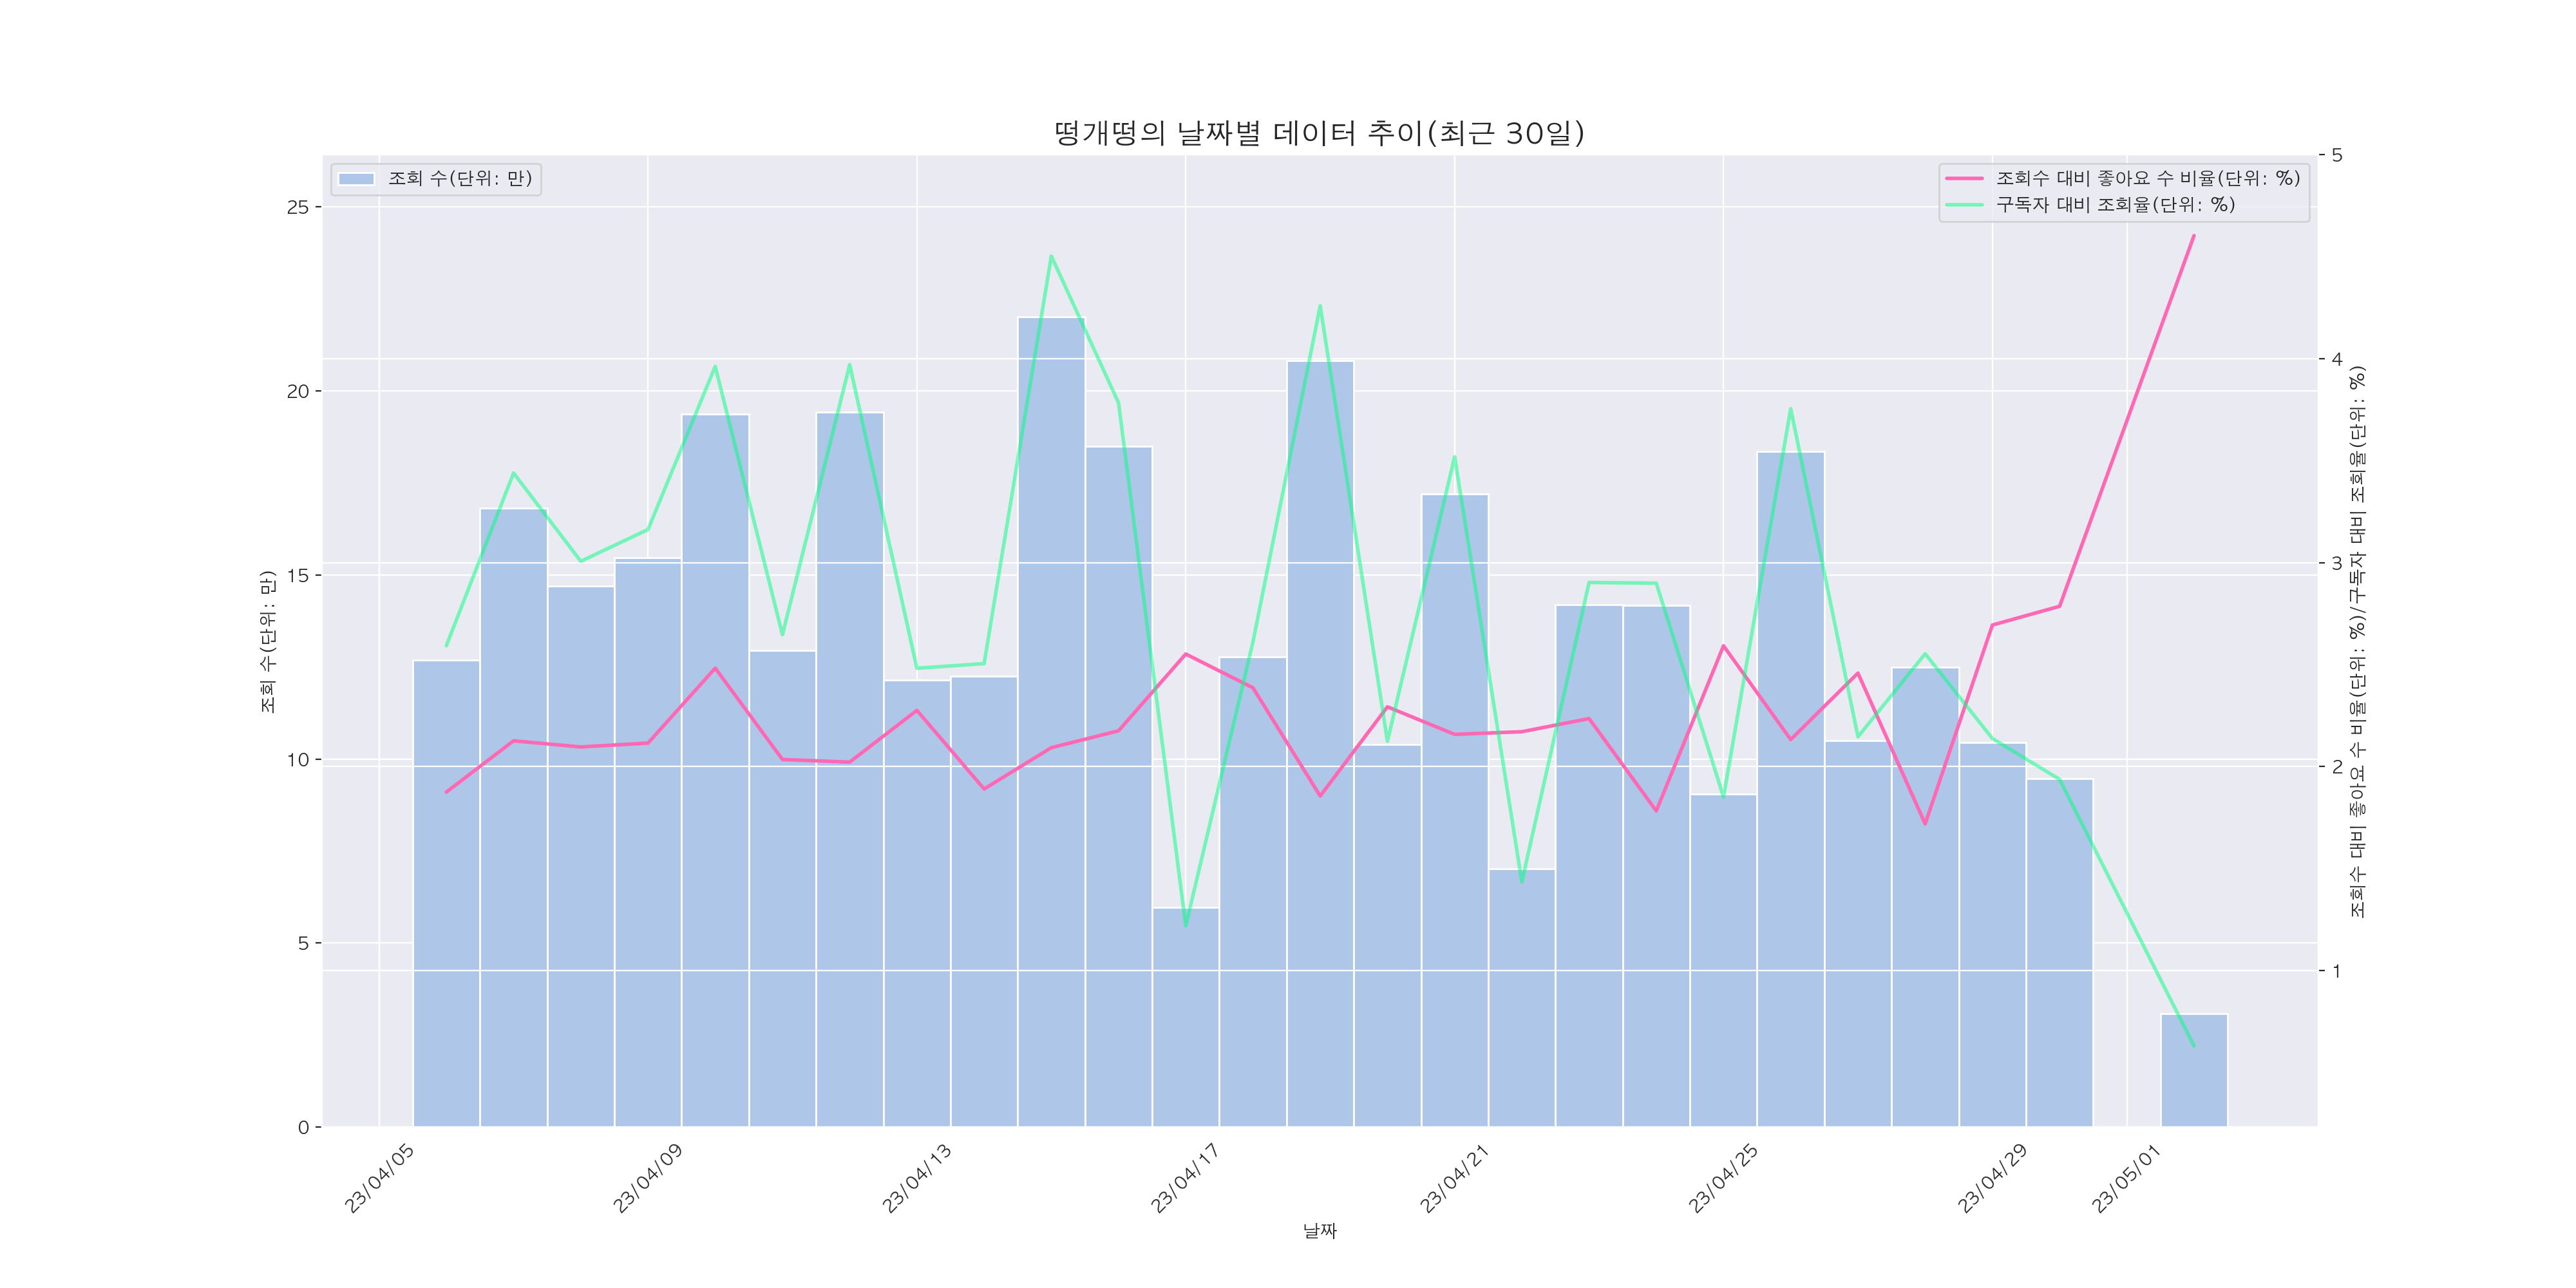 떵개떵의 날짜별 데이터 추이(최근 30일)
조회 수(단위: 만)
조회수 대비 좋아요 수 비율(단위: %)
구독자 대비 조회율(단위: %)
25
20
15
10
5
0
조회 수(단위: 만)
5
4
3
2
1
조회수 대비 좋아요 수 비율(단위: %)/구독자 대비 조회율(단위: %)
23/04/05
23/04/09
23/04/13
23/04/17
23/04/21
23/04/25
23/04/29
23/05/01
날짜